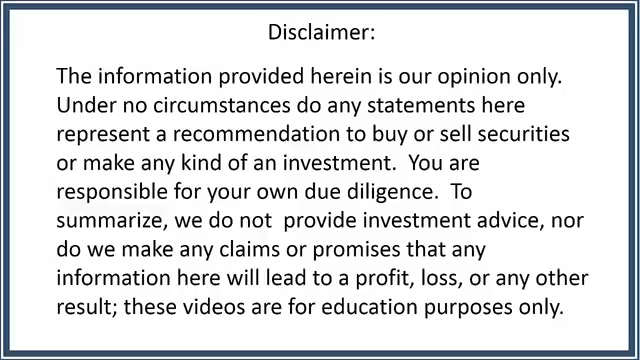 Disclaimer:
The information provided herein is our opinion only.
Under no circumstances do any statements here
represent a recommendation to buy or sell securities
or make any kind of an investment.  You are
responsible for your own due diligence.  To
summarize, we do not  provide investment advice, nor
do we make any claims or promises that any
information here will lead to a profit, loss, or any other
result; these videos are for education purposes only.